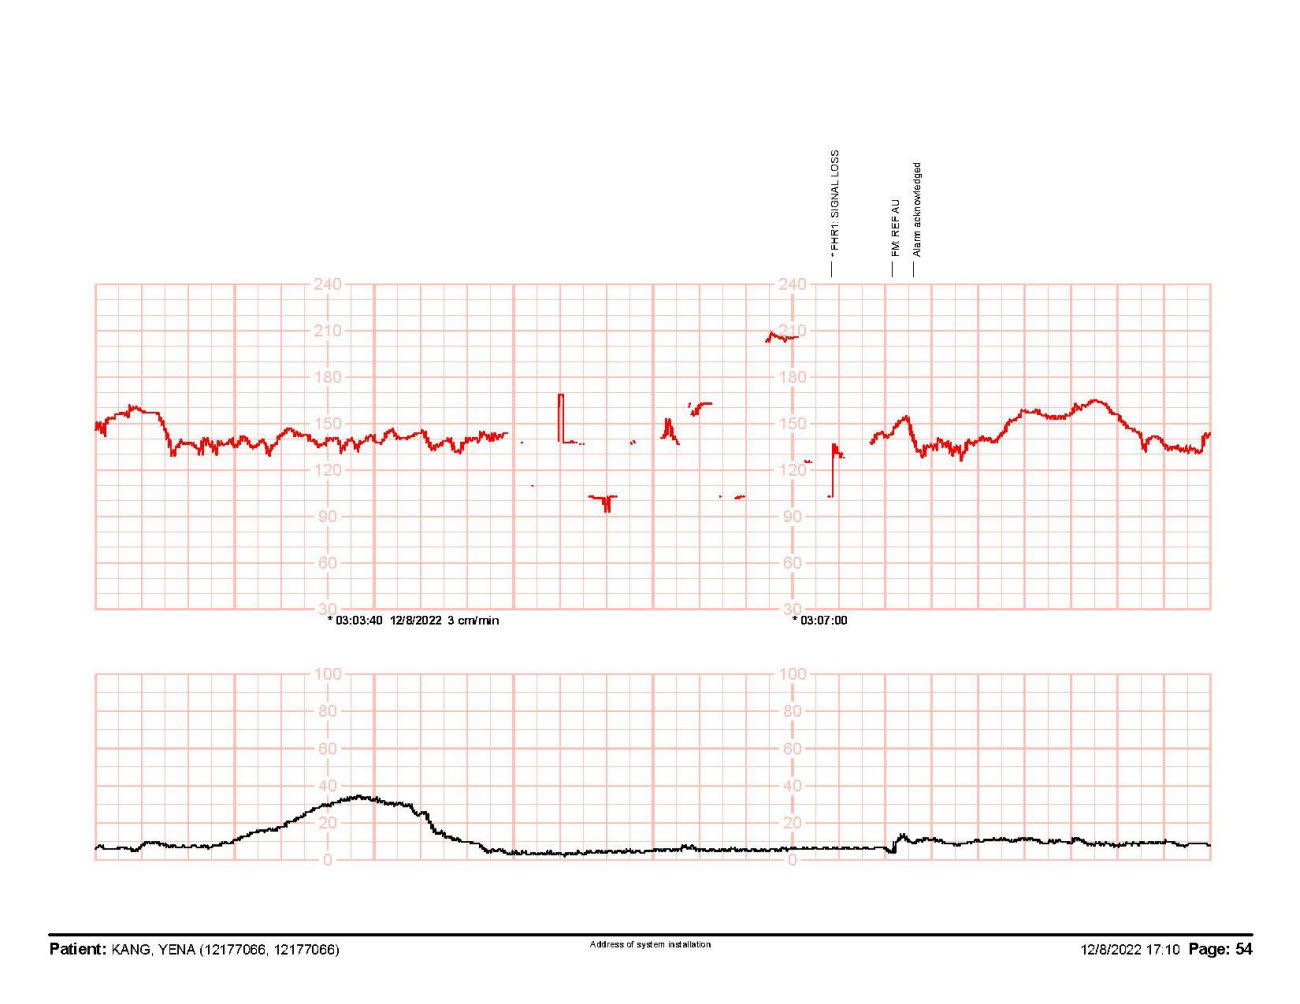 * FHR1: SIGNAL LOSS
FM: REF AU
Alarm acknowledged
240 240
210 210
180 180
150 150
120 120
90 90
60 60
30 30
* 03:03:40 12/8/2022 3 cm/min * 03:07:00
100 100
80 80
60 60
40 40
20 20
0 0
Patient: KANG, YENA (12177066, 12177066) Address of system installation 12/8/2022 17:10 Page: 54